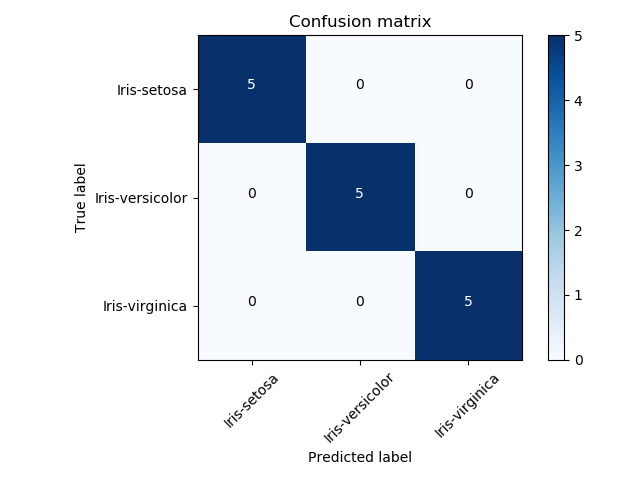 Confusion matrix
Iris-setosa 5 0 0
Iris-versicolor 0 5 0
Iris-virginica 0 0 5
True label
Iris-setosa Iris-versicolor Iris-virginica
Predicted label
5
4
3
2
1
0